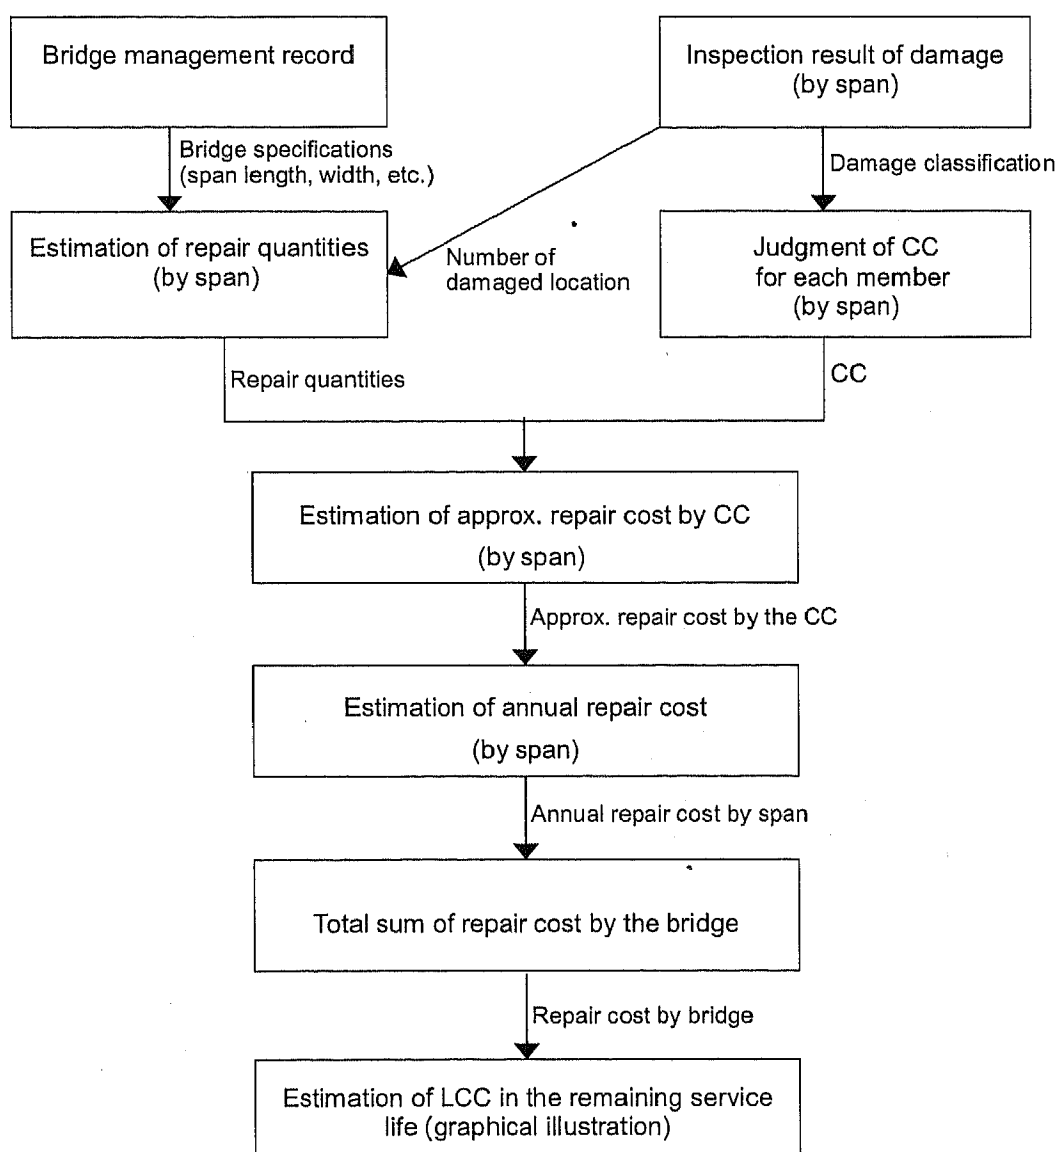 Bridge management record
Inspection result of damage
(by span)
Bridge specifications
(span length, width, etc.)
Damage classification
Estimation of repair quantities
(by span)
Number of
damaged location
Judgment of CC
for each member
(by span)
Repair quantities
CC
Estimation of approx. repair cost by CC
(by span)
Approx. repair cost by the CC
Estimation of annual repair cost
(by span)
Annual repair cost by span
Total sum of repair cost by the bridge
Repair cost by bridge
Estimation of LCC in the remaining service
life (graphical illustration)